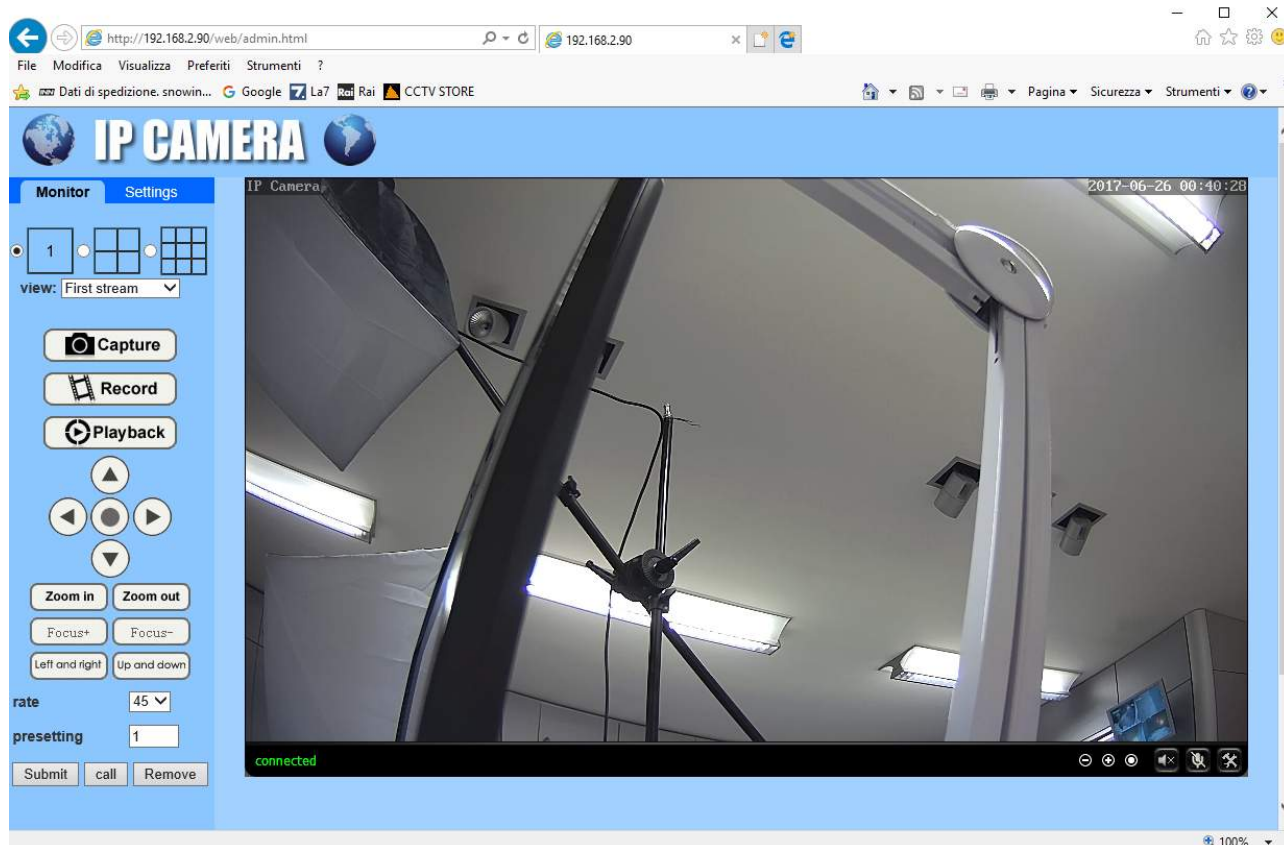 http://192.168.2.90/web/admin.html
192.168.2.90
File Modifica Visualizza Preferiti Strumenti ?
Dati di spedizione. snowin... Google La7 Rai Rai CCTV STORE
Pagina Sicurezza Strumenti
IP CAMERA
Monitor Settings
IP Camera
2017-06-26 00:40:28
1
view: First stream
Capture
Record
Playback
Zoom in Zoom out
Focus+ Focus-
Left and right Up and down
rate 45
presetting 1
Submit call Remove
connected
100%